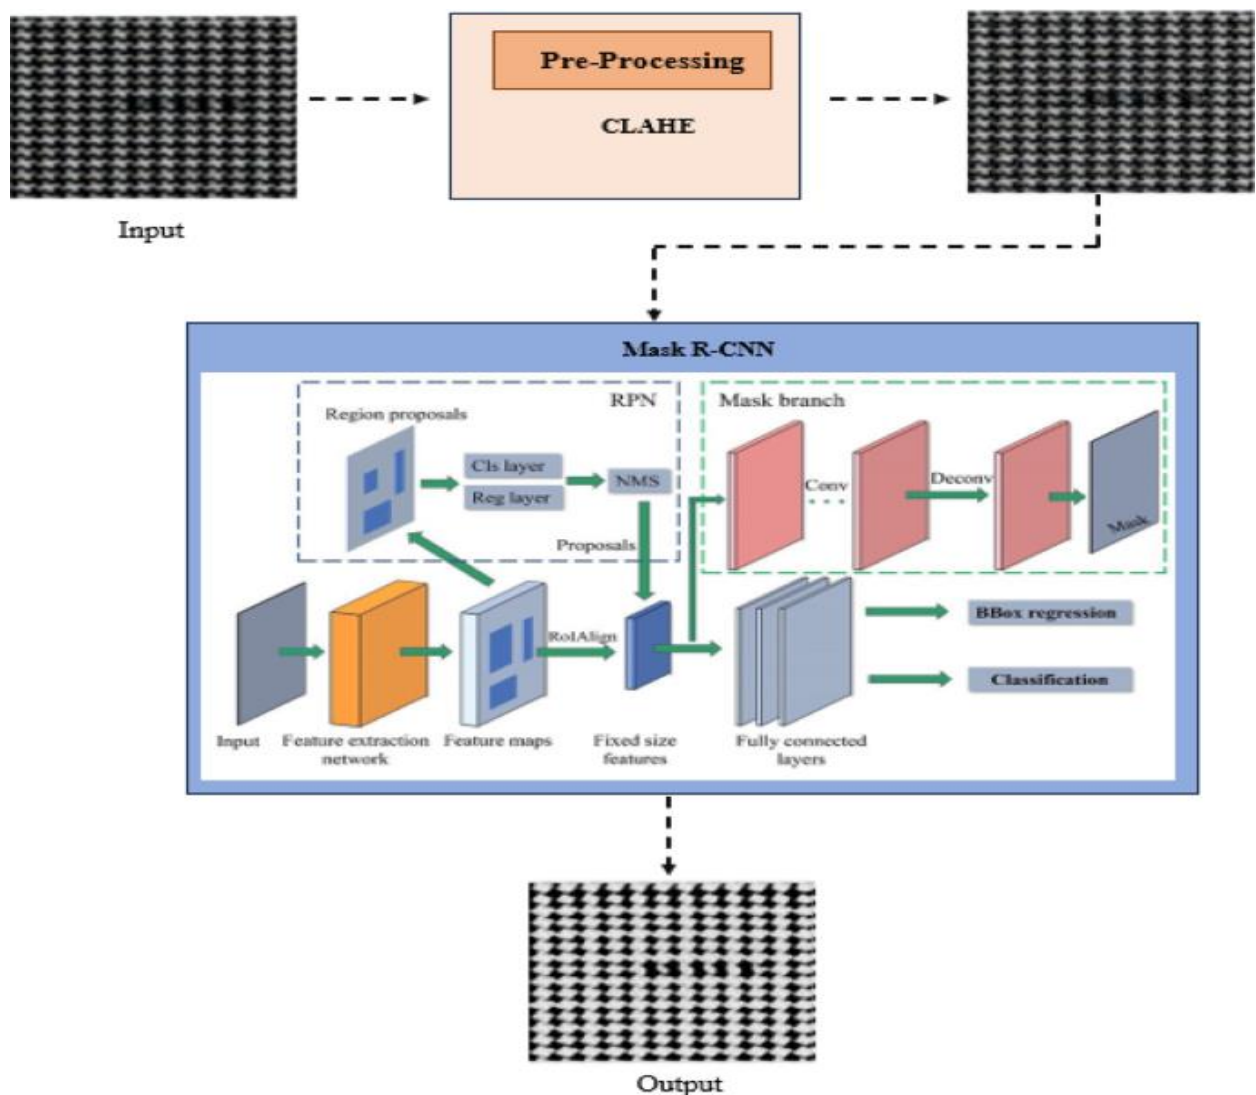 Pre-Processing
CLAHE
Input
Mask R-CNN
RPN
Region proposals
Cls layer
Reg layer
NMS
Proposals
Mask branch
Conv
Deconv
Mask
RoIAlign
BBox regression
Classification
Input
Feature extraction
network
Feature maps
Fixed size
features
Fully connected
layers
Output